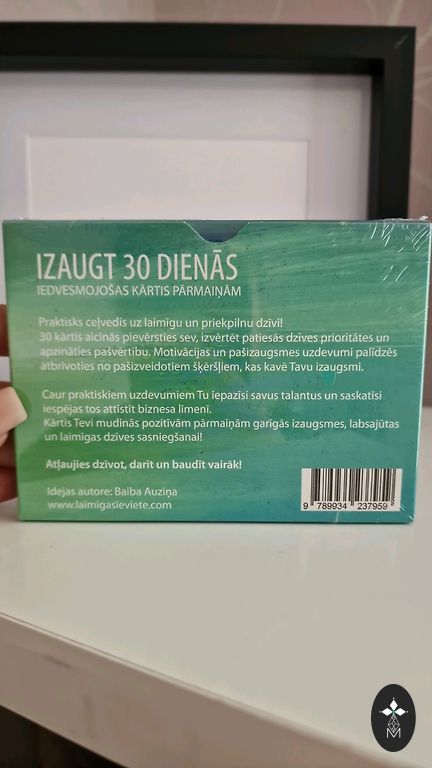 IZAUGT 30 DIENĀS
IEDVESMOJOŠAS KĀRTIS PĀRMAIŅĀM
Praktisks ceļvedis uz laimīgu un priekpilnu dzīvi!
30 kārtis aicinās pievērsties sev, izvērtēt patiesās dzīves prioritātes un
apzināties pašvērtību. Motivācijas un pašizaugsmes uzdevumi palīdzēs
atbrīvoties no pašizveidotiem šķēršļiem, kas kavē Tavu izaugsmi.
Caur praktiskiem uzdevumiem Tu iepazīsi savus talantus un saskatīsi
iespējas tos attīstīt biznesa līmenī.
Kārtis Tevi mudinās pozitīvām pārmaiņām garīgās izaugsmes, labsajūtas
un laimīgas dzīves sasniegšanai!
Atļaujies dzīvot, darīt un baudīt vairāk!
Idejas autore: Baiba Auziņa
www.laimigasieviete.com
9 789934 237959
M